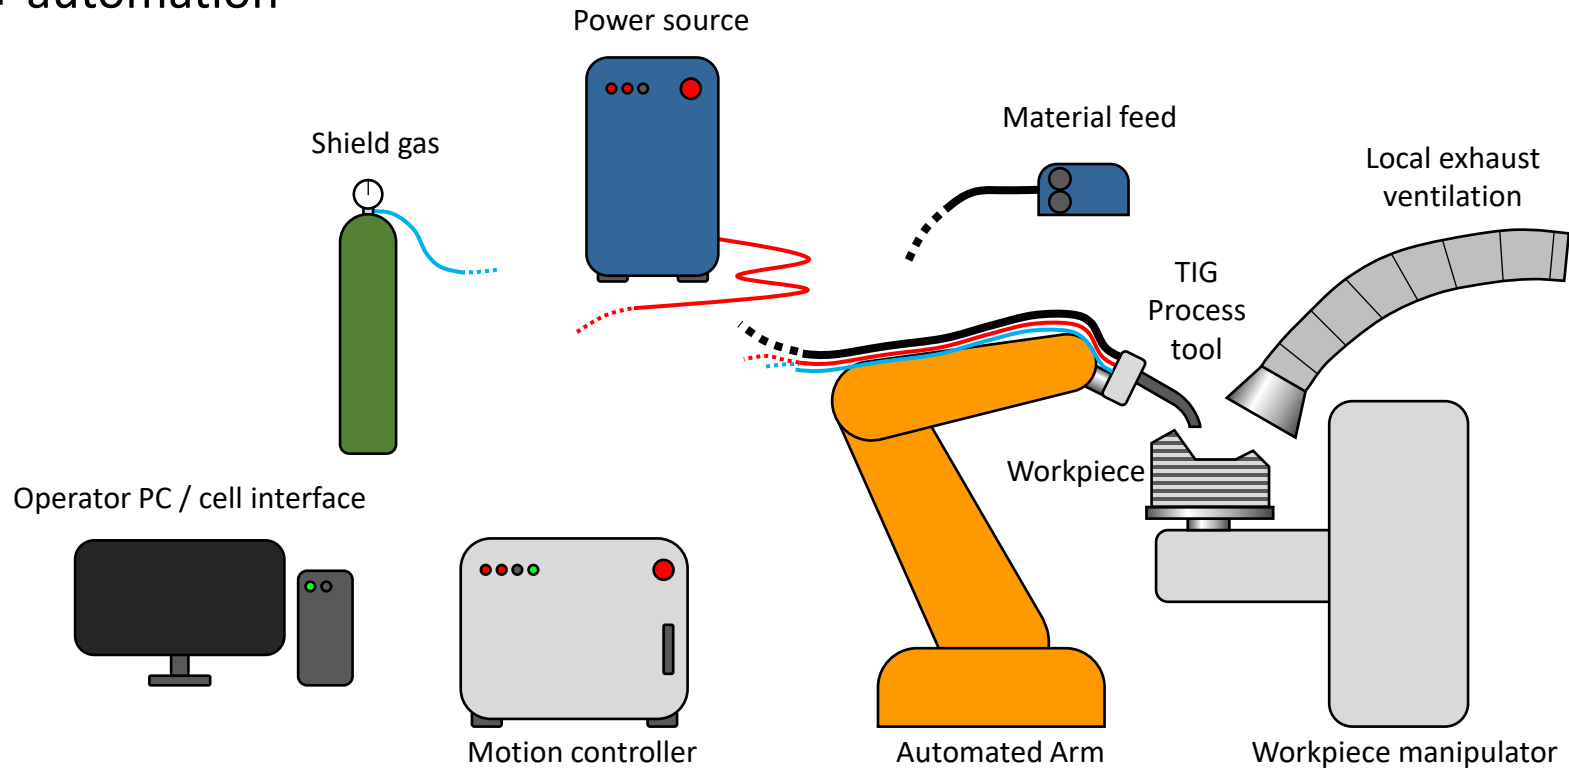 automation
Power source
Material feed
Shield gas
Local exhaust
ventilation
TIG
Process
tool
Workpiece
Operator PC / cell interface
Motion controller
Automated Arm
Workpiece manipulator